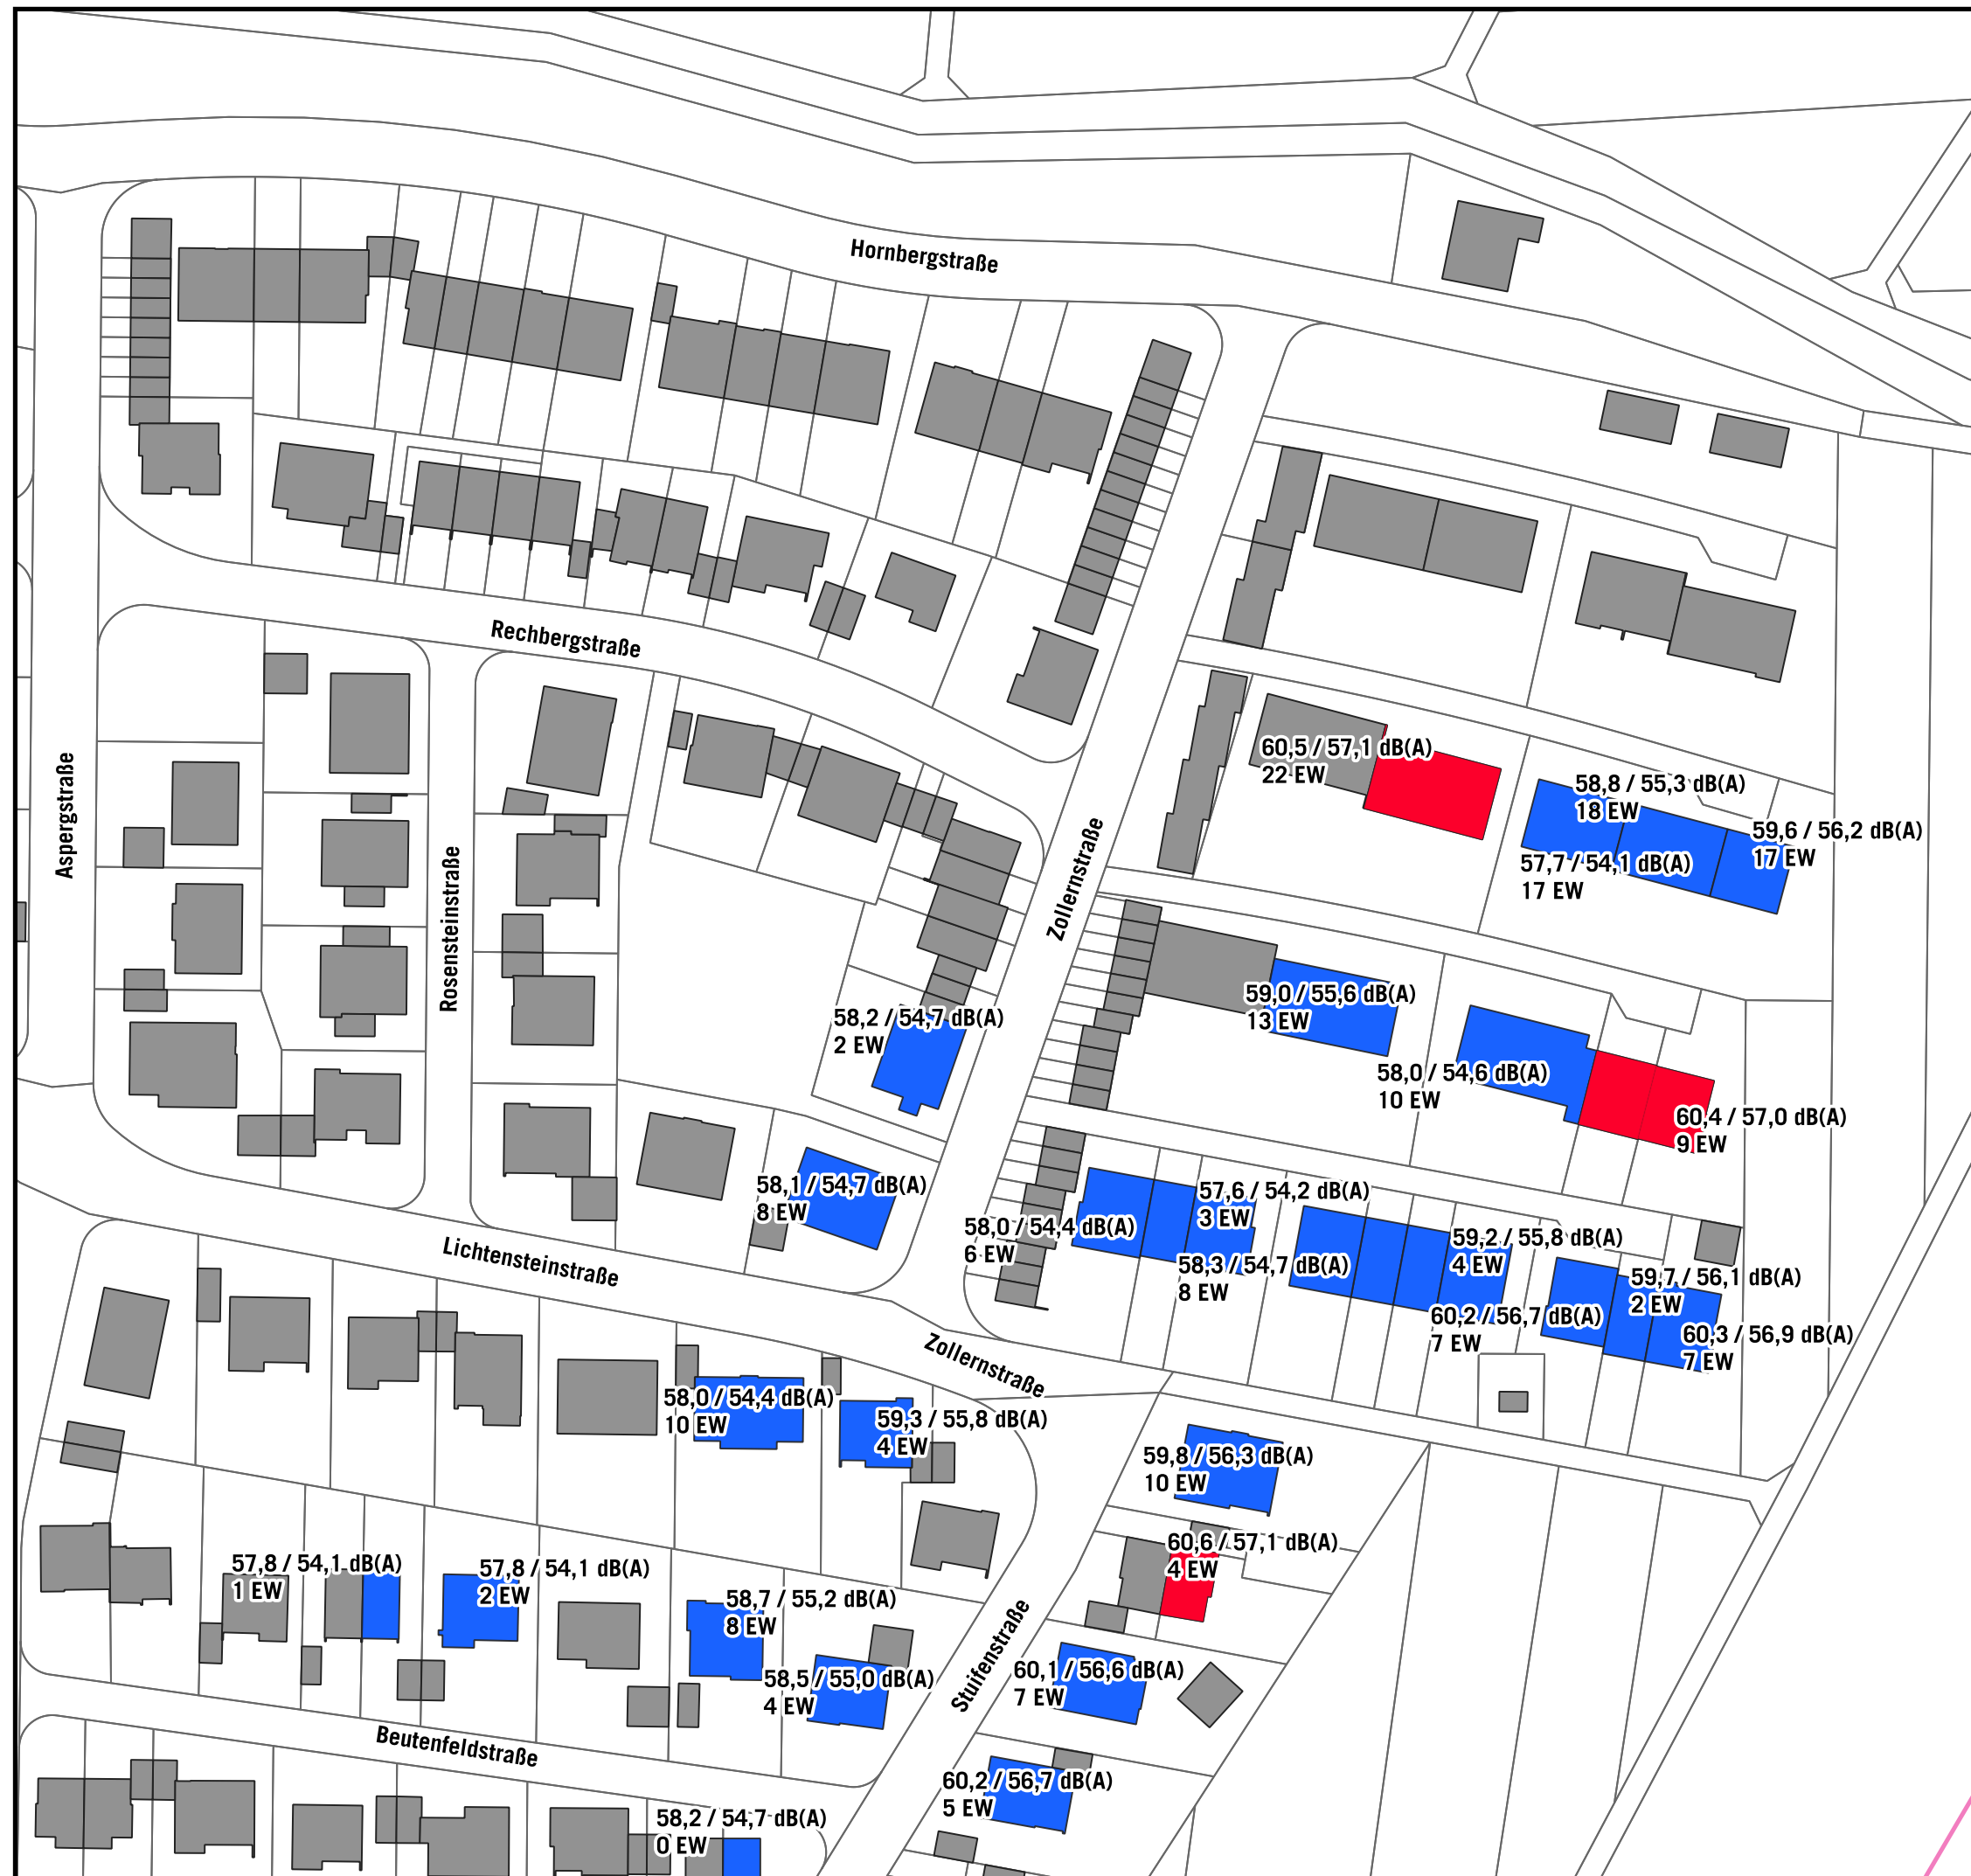 Hornbergstraße
Rechbergstraße
Aspergstraße
Rosensteinstraße
Zollernstraße
60,5 / 57,1 dB(A)
22 EW
58,8 / 55,3 dB(A)
18 EW
59,6 / 56,2 dB(A)
17 EW
57,7 / 54,1 dB(A)
17 EW
59,0 / 55,6 dB(A)
13 EW
58,2 / 54,7 dB(A)
2 EW
58,0 / 54,6 dB(A)
10 EW
60,4 / 57,0 dB(A)
9 EW
58,1 / 54,7 dB(A)
8 EW
57,6 / 54,2 dB(A)
3 EW
58,0 / 54,4 dB(A)
6 EW
58,3 / 54,7 dB(A)
8 EW
59,2 / 55,8 dB(A)
4 EW
59,7 / 56,1 dB(A)
2 EW
60,2 / 56,7 dB(A)
7 EW
60,3 / 56,9 dB(A)
7 EW
Lichtensteinstraße
Zollernstraße
58,0 / 54,4 dB(A)
10 EW
59,3 / 55,8 dB(A)
4 EW
59,8 / 56,3 dB(A)
10 EW
60,6 / 57,1 dB(A)
4 EW
57,8 / 54,1 dB(A)
1 EW
57,8 / 54,1 dB(A)
2 EW
58,7 / 55,2 dB(A)
8 EW
58,5 / 55,0 dB(A)
4 EW
Stuifenstraße
60,1 / 56,6 dB(A)
7 EW
Beutenfeldstraße
60,2 / 56,7 dB(A)
5 EW
58,2 / 54,7 dB(A)
0 EW